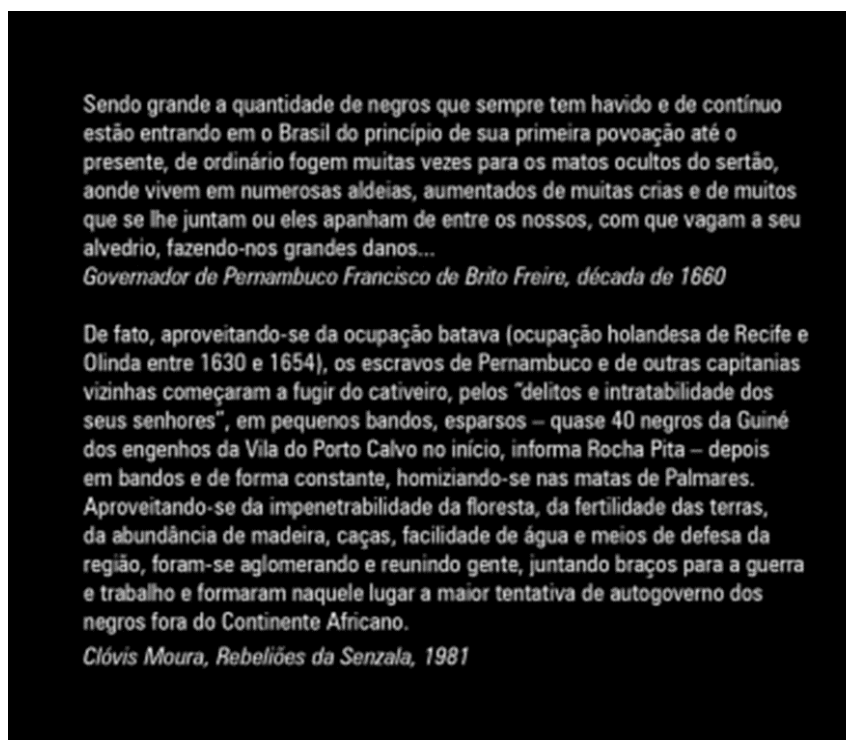 Sendo grande a quantidade de negros que sempre tem havido e de contínuo
estão entrando em o Brasil do princípio de sua primeira povoação até o
presente, de ordinário fogem muitas vezes para os matos ocultos do sertão,
aonde vivem em numerosas aldeias, aumentados de muitas crias e de muitos
que se lhe juntam ou eles apanham de entre os nossos, com que vagam a seu
alvedrio, fazendo-nos grandes danos...
Governador de Pernambuco Francisco de Brito Freire, década de 1660
De fato, aproveitando-se da ocupação batava (ocupação holandesa de Recife e
Olinda entre 1630 e 1654), os escravos de Pernambuco e de outras capitanias
vizinhas começaram a fugir do cativeiro, pelos "delitos e intratabilidade dos
seus senhores", em pequenos bandos, esparsos – quase 40 negros da Guiné
dos engenhos da Vila do Porto Calvo no início, informa Rocha Pita – depois
em bandos e de forma constante, homiziando-se nas matas de Palmares.
Aproveitando-se da impenetrabilidade da floresta, da fertilidade das terras,
da abundância de madeira, caças, facilidade de água e meios de defesa da
região, foram-se aglomerando e reunindo gente, juntando braços para a guerra
e trabalho e formaram naquele lugar a maior tentativa de autogoverno dos
negros fora do Continente Africano.
Clóvis Moura, Rebeliões da Senzala, 1981